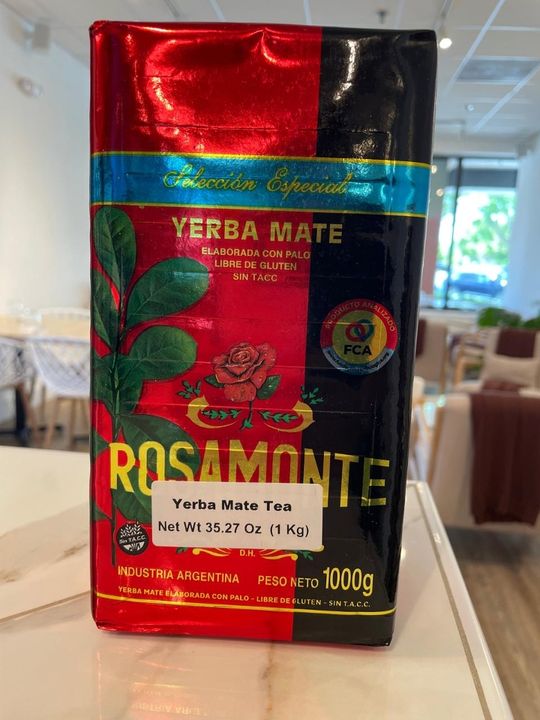 Selección Especial
YERBA MATE
ELABORADA CON PALO
LIBRE DE GLUTEN
SIN TACC
PRODUCTO ANALIZADO
FCA
ROSAMONTE
Yerba Mate Tea
Net Wt 35.27 Oz (1 Kg)
Sin T.A.C.C.
D.H.
INDUSTRIA ARGENTINA PESO NETO 1000g
YERBA MATE ELABORADA CON PALO - LIBRE DE GLUTEN - SIN T.A.C.C.